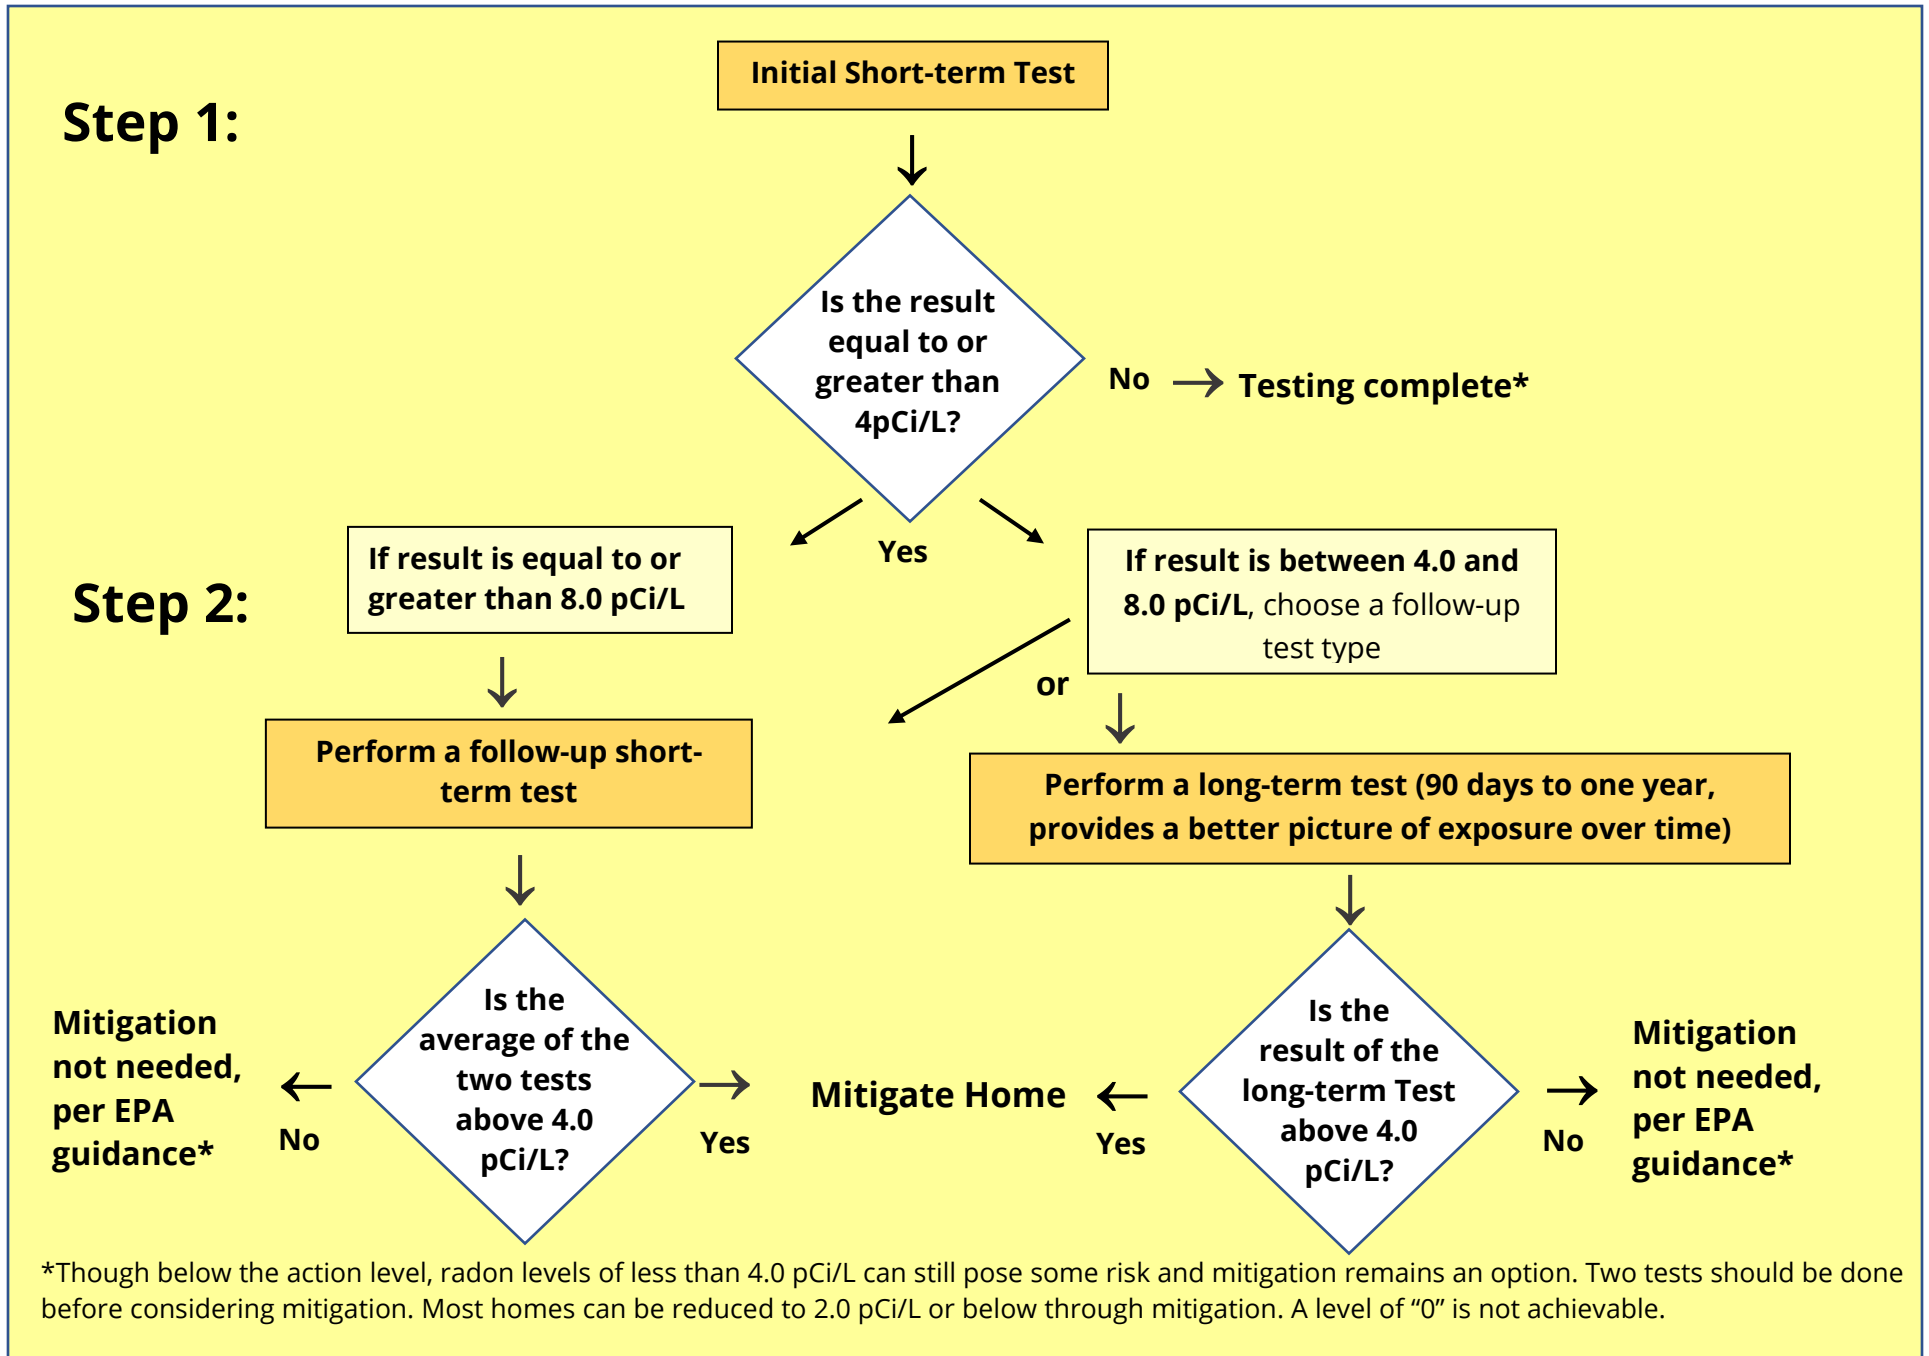 Initial Short-term Test
Step 1:
Is the result
equal to or
greater than
4pCi/L?
No
Testing complete*
Yes
Step 2:
If result is equal to or
greater than 8.0 pCi/L
If result is between 4.0 and
8.0 pCi/L, choose a follow-up
test type
or
Perform a follow-up short-
term test
Perform a long-term test (90 days to one year,
provides a better picture of exposure over time)
Mitigation
not needed,
per EPA
guidance*
No
Is the
average of the
two tests
above 4.0
pCi/L?
Yes
Mitigate Home
Yes
Is the
result of the
long-term Test
above 4.0
pCi/L?
No
Mitigation
not needed,
per EPA
guidance*
*Though below the action level, radon levels of less than 4.0 pCi/L can still pose some risk and mitigation remains an option. Two tests should be done
before considering mitigation. Most homes can be reduced to 2.0 pCi/L or below through mitigation. A level of “0” is not achievable.